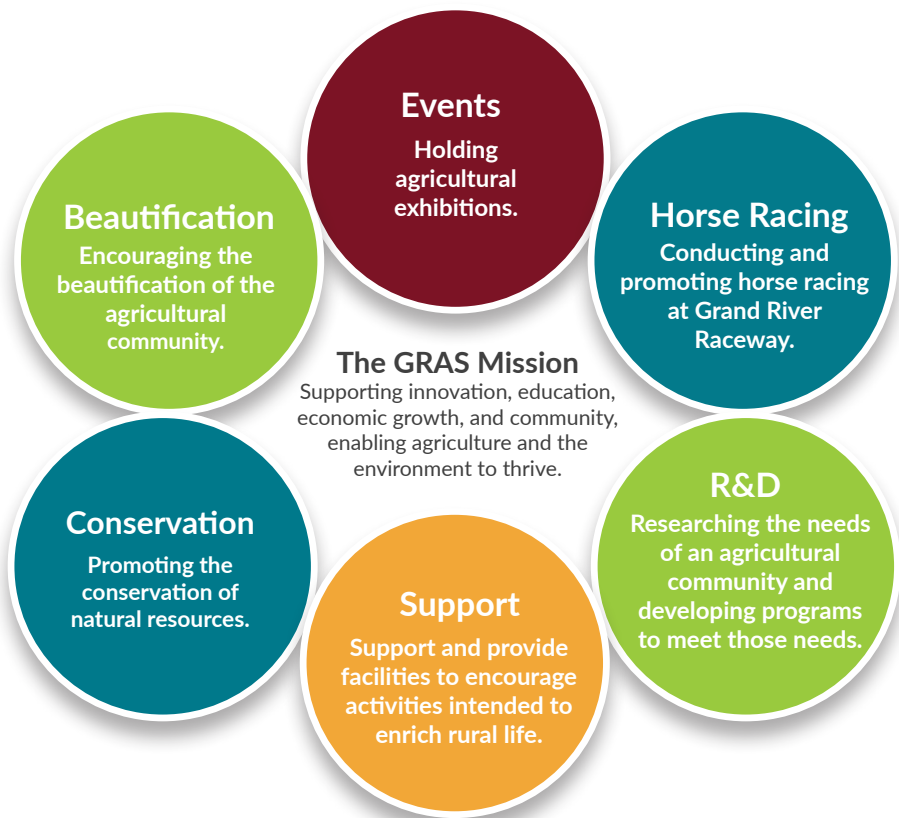 Events
Holding
agricultural
exhibitions.
Horse Racing
Conducting and
promoting horse racing
at Grand River
Raceway.
R&D
Researching the needs
of an agricultural
community and
developing programs
to meet those needs.
Support
Support and provide
facilities to encourage
activities intended to
enrich rural life.
Conservation
Promoting the
conservation of
natural resources.
Beautification
Encouraging the
beautification of the
agricultural
community.
The GRAS Mission
Supporting innovation, education,
economic growth, and community,
enabling agriculture and the
environment to thrive.